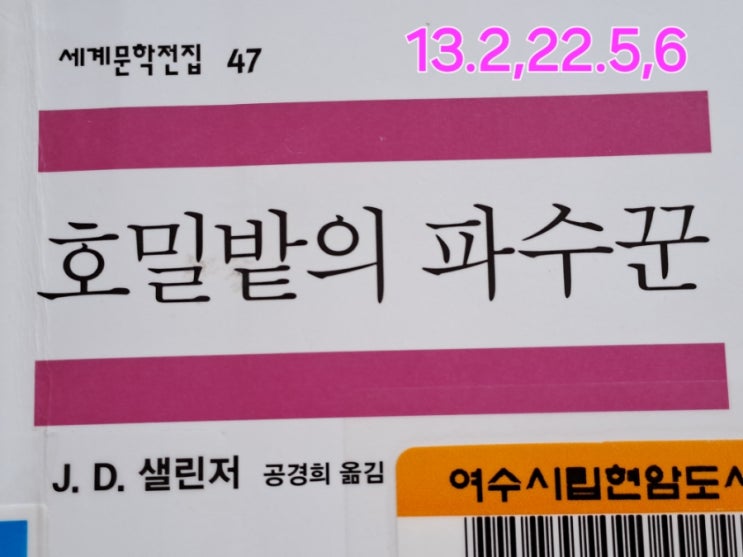 세계문학전집 47
13.2,22.5,6
호밀밭의 파수꾼
J. D. 샐린저 공경희 옮김
여수시립현암도